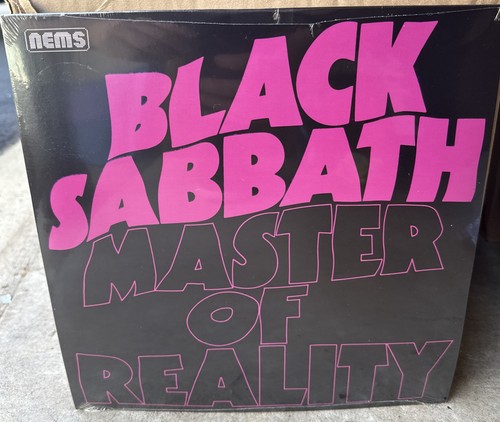 nems
BLACK
SABBATH
MASTER
OF
REALITY